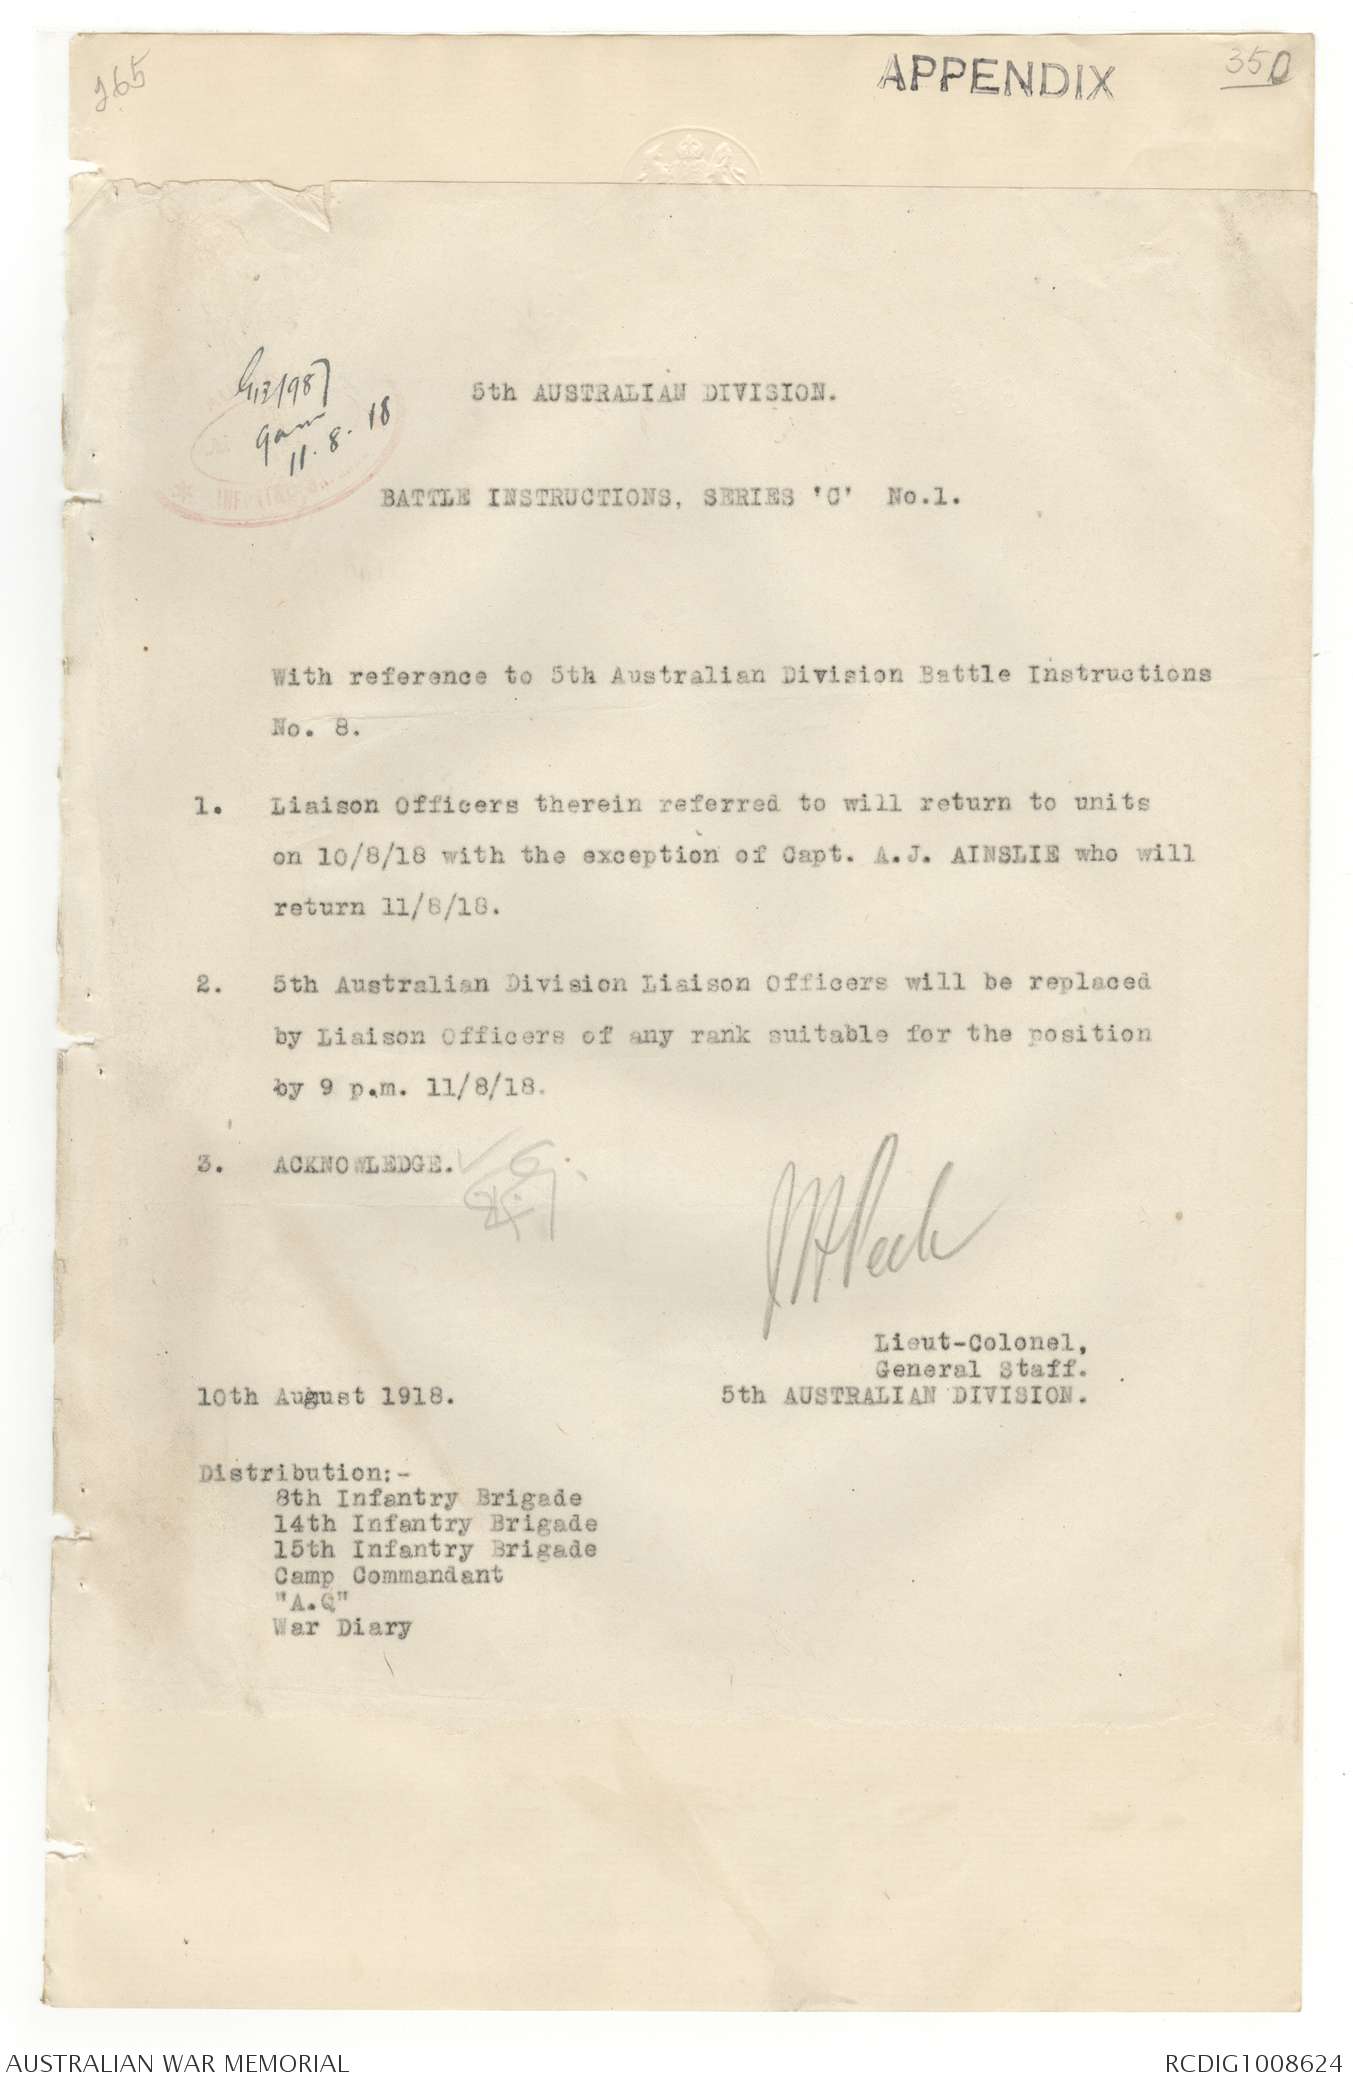 265
APPENDIX
350
9am
11.8.18
5th AUSTRALIAN DIVISION.
BATTLE INSTRUCTIONS, SERIES 'C' No.1.
With reference to 5th Australian Division Battle Instructions
No. 8.
1. Liaison Officers therein referred to will return to units
on 10/8/18 with the exception of Capt. A.J. AINSLIE who will
return 11/8/18.
2. 5th Australian Division Liaison Officers will be replaced
by Liaison Officers of any rank suitable for the position
by 9 p.m. 11/8/18.
3. ACKNOWLEDGE.
JHPeck
Lieut-Colonel,
General Staff.
10th August 1918. 5th AUSTRALIAN DIVISION.
Distribution:-
8th Infantry Brigade
14th Infantry Brigade
15th Infantry Brigade
Camp Commandant
"A.Q"
War Diary
AUSTRALIAN WAR MEMORIAL
RCDIG1008624